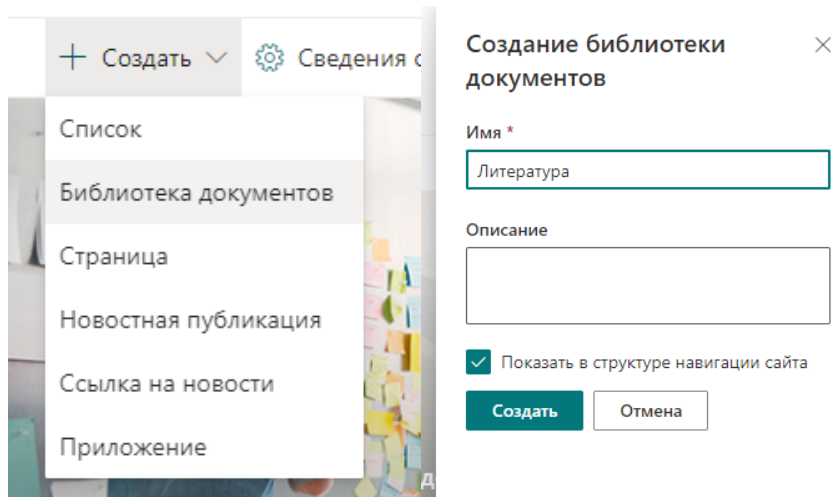 Создать
Сведения с
Список
Библиотека документов
Страница
Новостная публикация
Ссылка на новости
Приложение
Создание библиотеки
документов
Имя *
Литература
Описание
Показать в структуре навигации сайта
Создать
Отмена